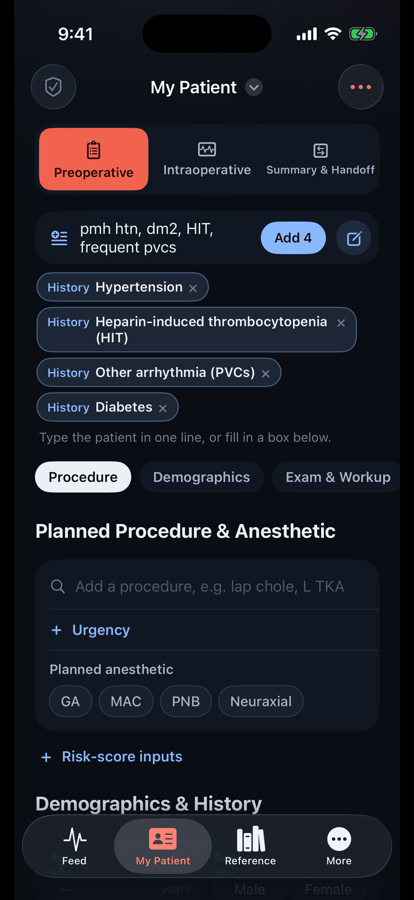 9:41
My Patient
Preoperative
Intraoperative
Summary & Handoff
pmh htn, dm2, HIT,
frequent pvcs
Add 4
History Hypertension ×
History Heparin-induced thrombocytopenia ×
(HIT)
History Other arrhythmia (PVCs) ×
History Diabetes ×
Type the patient in one line, or fill in a box below.
Procedure
Demographics
Exam & Workup
Planned Procedure & Anesthetic
Add a procedure, e.g. lap chole, L TKA
+ Urgency
Planned anesthetic
GA
MAC
PNB
Neuraxial
+ Risk-score inputs
Demographics & History
years
Male
Female
Feed
My Patient
Reference
More